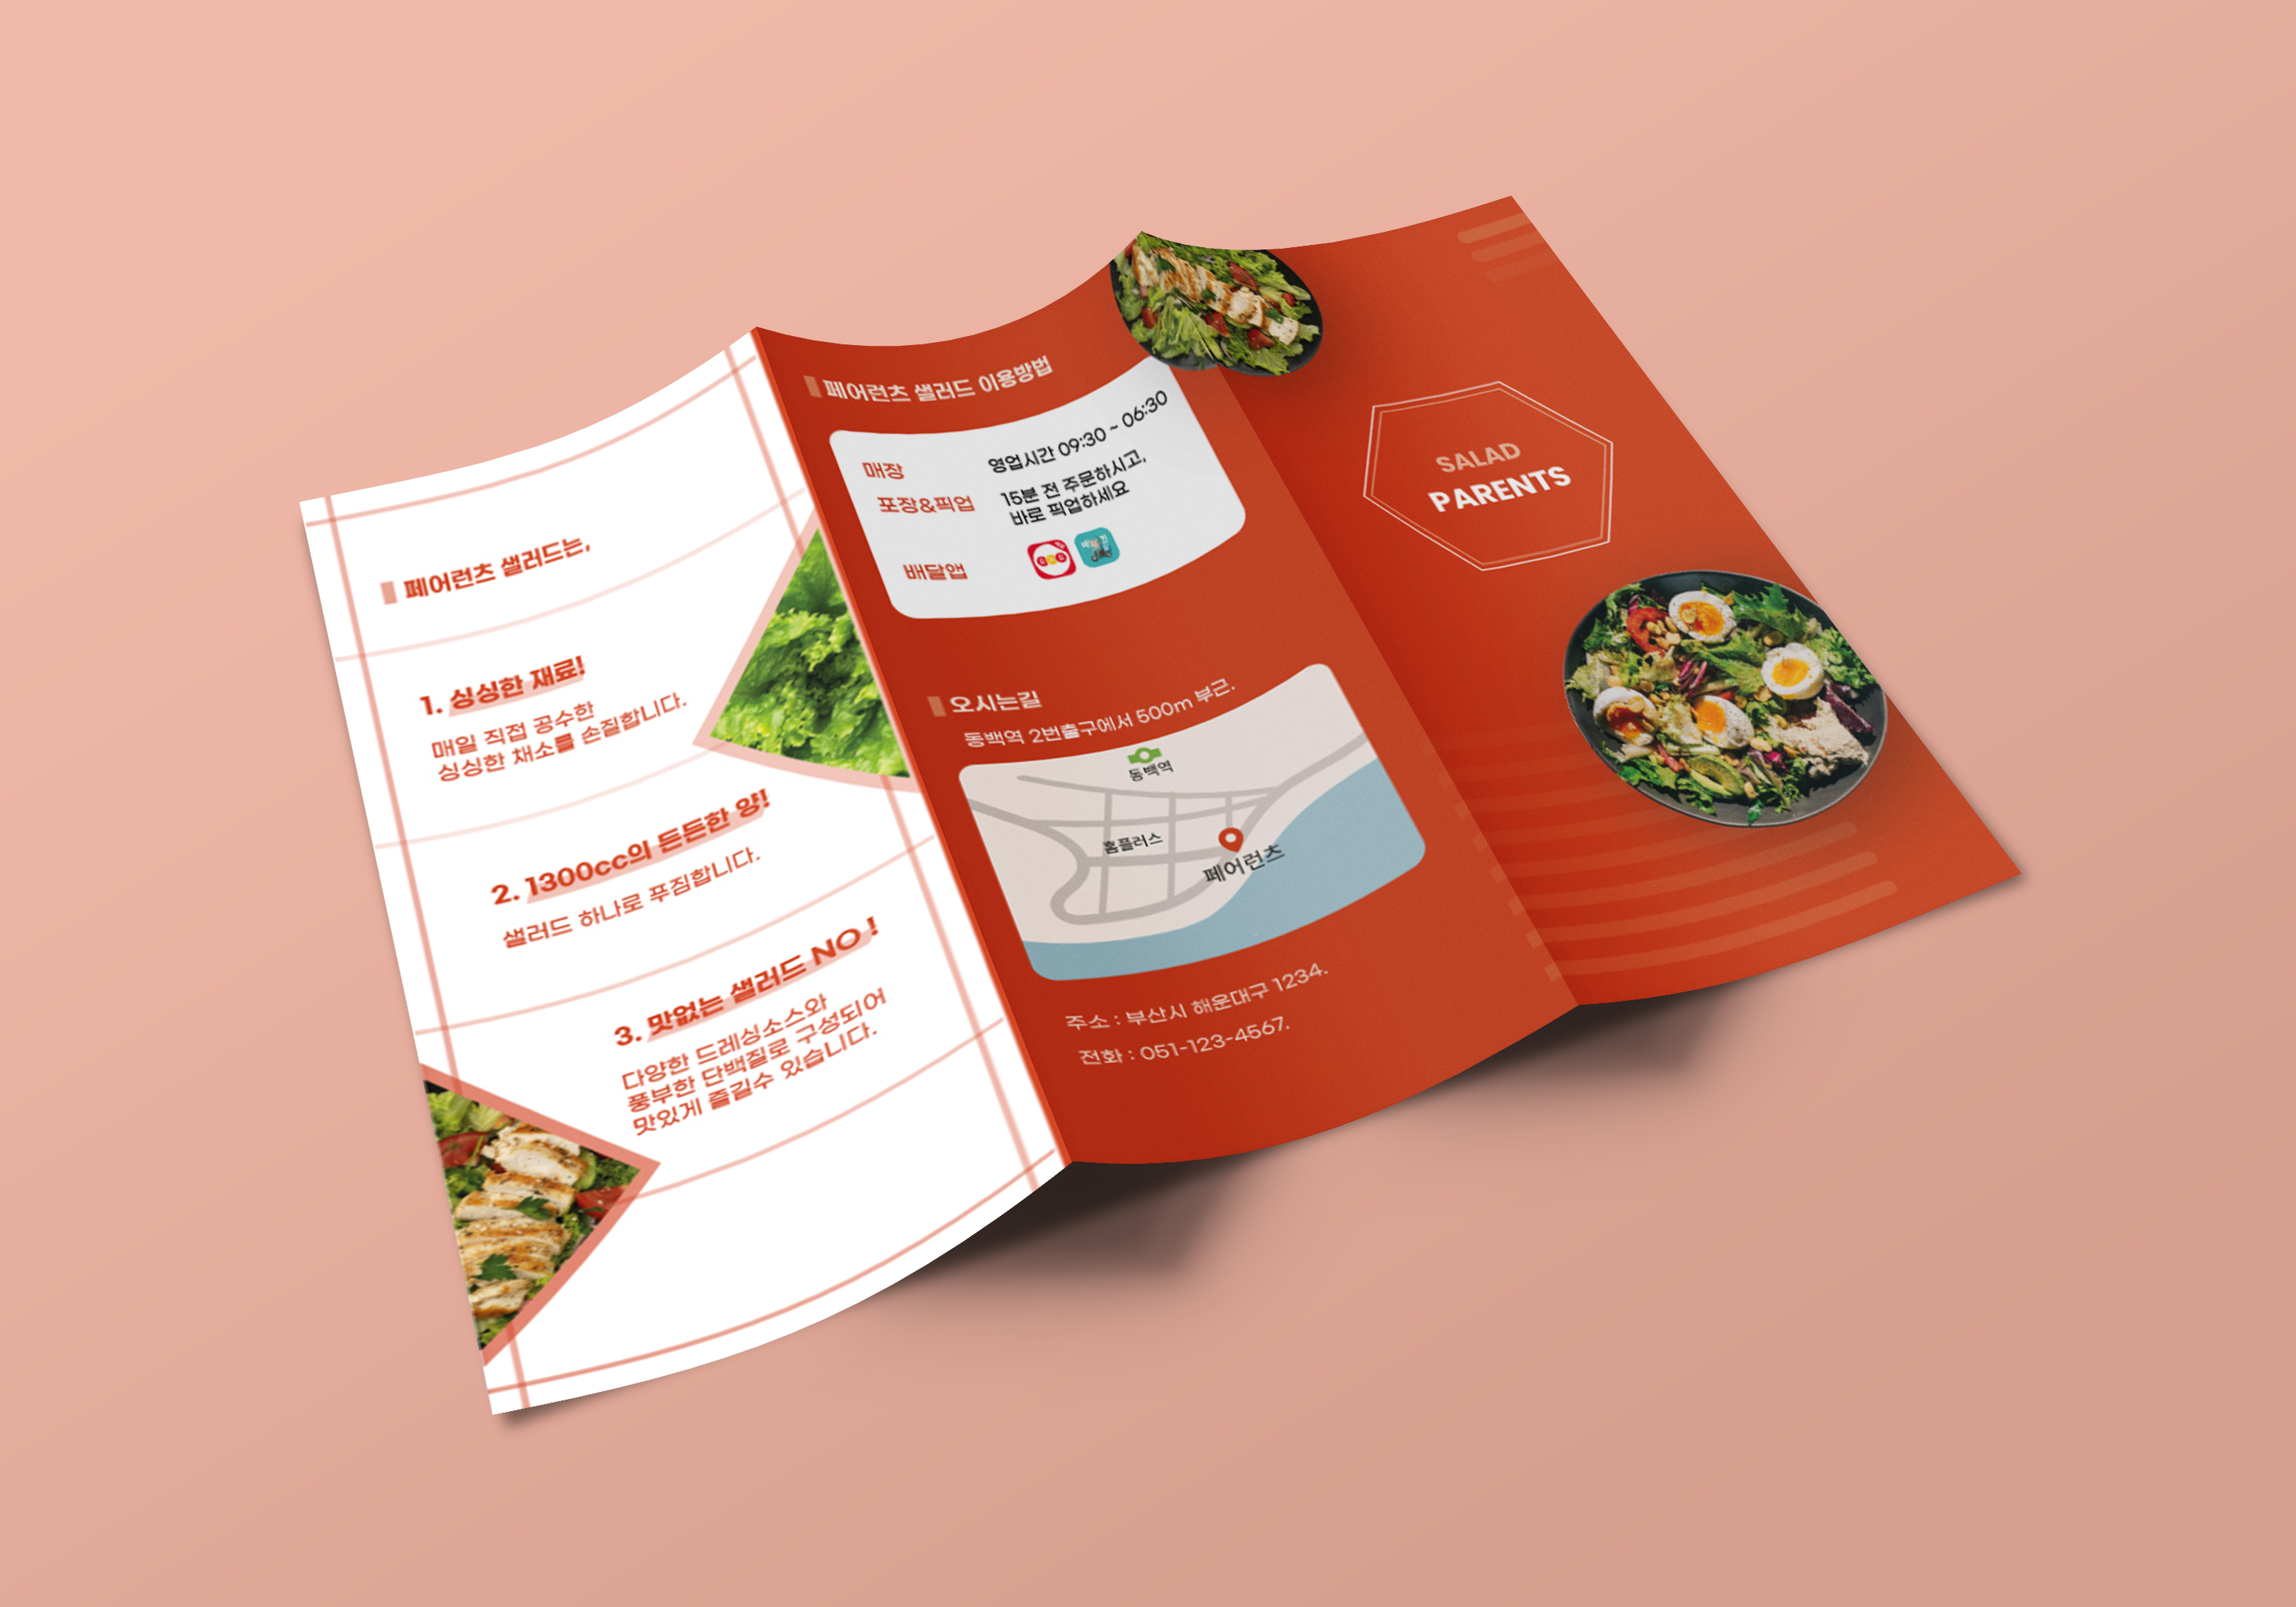 페어런츠 샐러드는,
1. 싱싱한 재료!
매일 직접 공수한
싱싱한 채소를 손질합니다.
2. 1300cc의 든든한 양!
샐러드 하나로 푸짐합니다.
3. 맛없는 샐러드 NO !
다양한 드레싱소스와
풍부한 단백질로 구성되어
맛있게 즐길수 있습니다.
페어런츠 샐러드 이용방법
매장 영업시간 09:30 ~ 06:30
포장&픽업 15분 전 주문하시고,
바로 픽업하세요
배달앱
오시는길
동백역 2번출구에서 500m 부근.
동백역
홈플러스
페어런츠
주소 : 부산시 해운대구 1234.
전화 : 051-123-4567.
SALAD
PARENTS